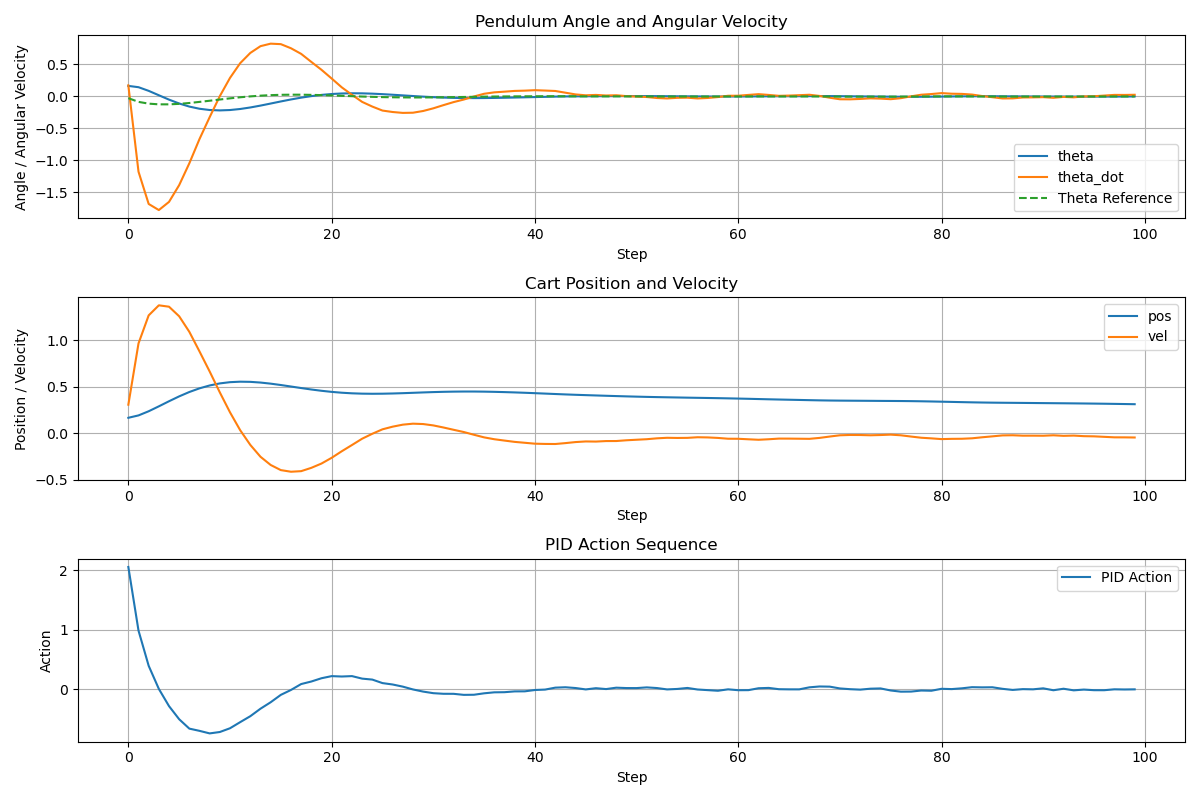 Pendulum Angle and Angular Velocity
Angle / Angular Velocity
0.5
0.0
−0.5
−1.0
−1.5
theta
theta_dot
Theta Reference
0 20 40 60 80 100
Step
Cart Position and Velocity
Position / Velocity
1.0
0.5
0.0
−0.5
pos
vel
0 20 40 60 80 100
Step
PID Action Sequence
Action
2
1
0
PID Action
0 20 40 60 80 100
Step